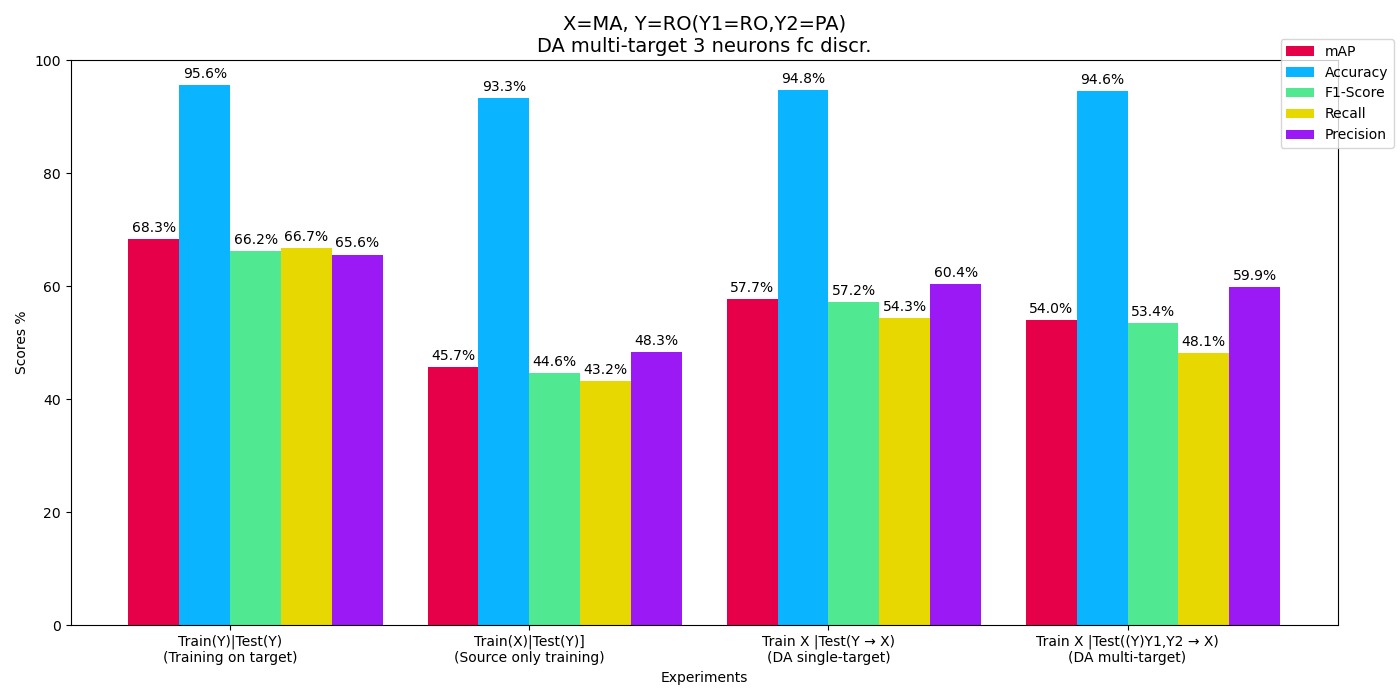 X=MA, Y=RO(Y1=RO,Y2=PA)
DA multi-target 3 neurons fc discr.
mAP
Accuracy
F1-Score
Recall
Precision
Scores %
100
80
60
40
20
0
68.3%
95.6%
66.2%
66.7%
65.6%
45.7%
93.3%
44.6%
43.2%
48.3%
57.7%
94.8%
57.2%
54.3%
60.4%
54.0%
94.6%
53.4%
48.1%
59.9%
Train(Y)|Test(Y)
(Training on target)
Train(X)|Test(Y)]
(Source only training)
Train X |Test(Y → X)
(DA single-target)
Train X |Test((Y)Y1,Y2 → X)
(DA multi-target)
Experiments